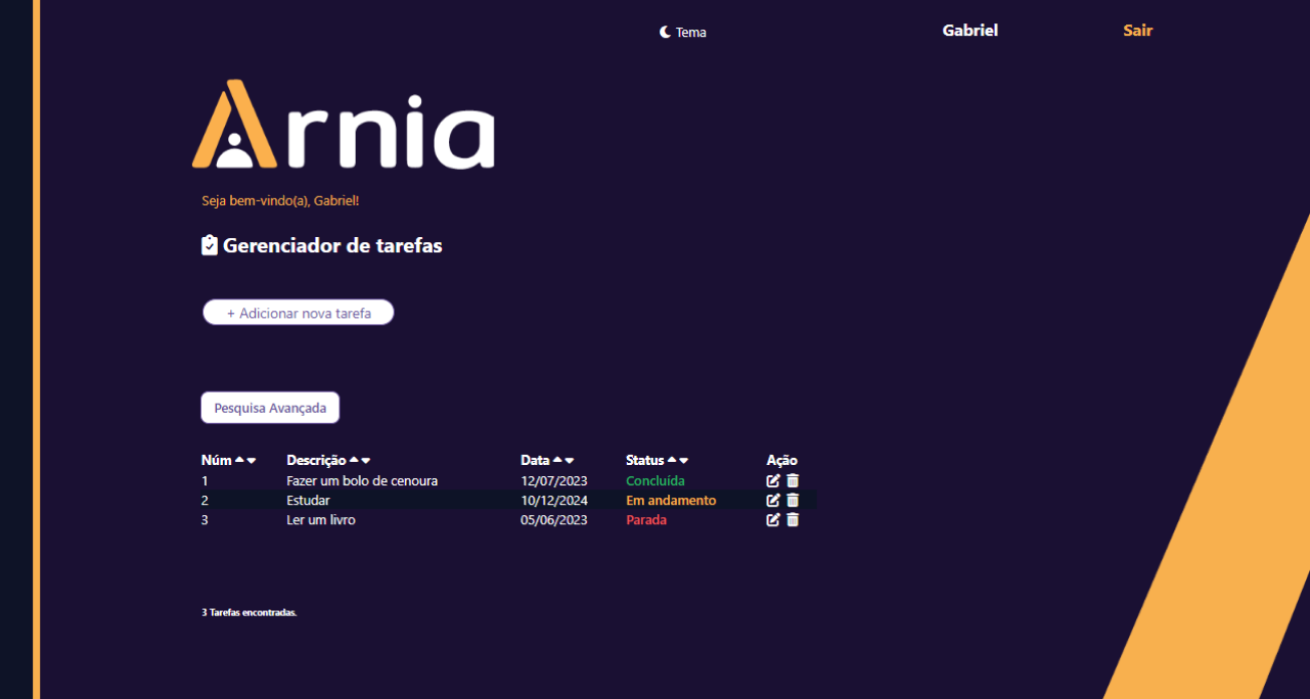 Tema Gabriel Sair
Arnia
Seja bem-vindo(a), Gabriel!
Gerenciador de tarefas
+ Adicionar nova tarefa
Pesquisa Avançada
Núm Descrição Data Status Ação
1 Fazer um bolo de cenoura 12/07/2023 Concluída
2 Estudar 10/12/2024 Em andamento
3 Ler um livro 05/06/2023 Parada
3 Tarefas encontradas.